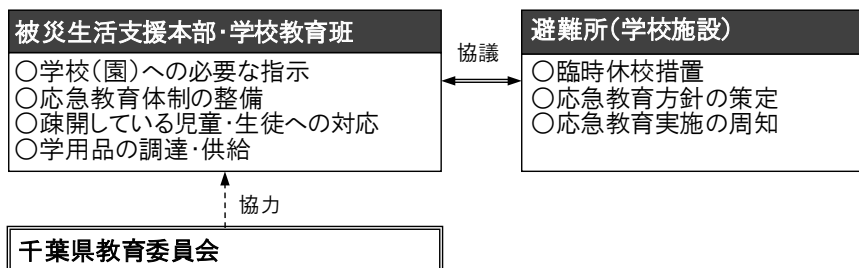 被災生活支援本部・学校教育班
○学校(園)への必要な指示
○応急教育体制の整備
○疎開している児童・生徒への対応
○学用品の調達・供給
協議
避難所(学校施設)
○臨時休校措置
○応急教育方針の策定
○応急教育実施の周知
協力
千葉県教育委員会